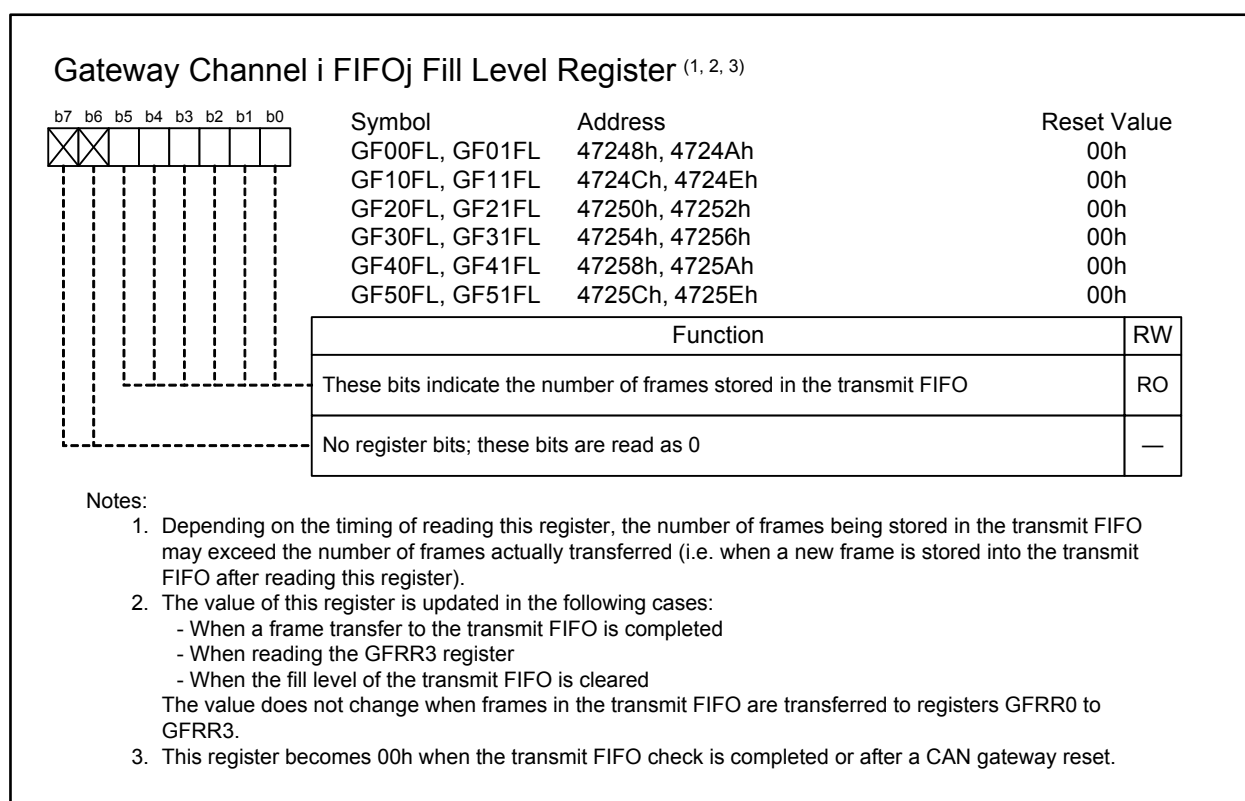 Gateway Channel i FIFOj Fill Level Register (1, 2, 3)
b7 b6 b5 b4 b3 b2 b1 b0
Symbol Address Reset Value
GF00FL, GF01FL 47248h, 4724Ah 00h
GF10FL, GF11FL 4724Ch, 4724Eh 00h
GF20FL, GF21FL 47250h, 47252h 00h
GF30FL, GF31FL 47254h, 47256h 00h
GF40FL, GF41FL 47258h, 4725Ah 00h
GF50FL, GF51FL 4725Ch, 4725Eh 00h
Function RW
These bits indicate the number of frames stored in the transmit FIFO RO
No register bits; these bits are read as 0 —
Notes:
1. Depending on the timing of reading this register, the number of frames being stored in the transmit FIFO
may exceed the number of frames actually transferred (i.e. when a new frame is stored into the transmit
FIFO after reading this register).
2. The value of this register is updated in the following cases:
- When a frame transfer to the transmit FIFO is completed
- When reading the GFRR3 register
- When the fill level of the transmit FIFO is cleared
The value does not change when frames in the transmit FIFO are transferred to registers GFRR0 to
GFRR3.
3. This register becomes 00h when the transmit FIFO check is completed or after a CAN gateway reset.